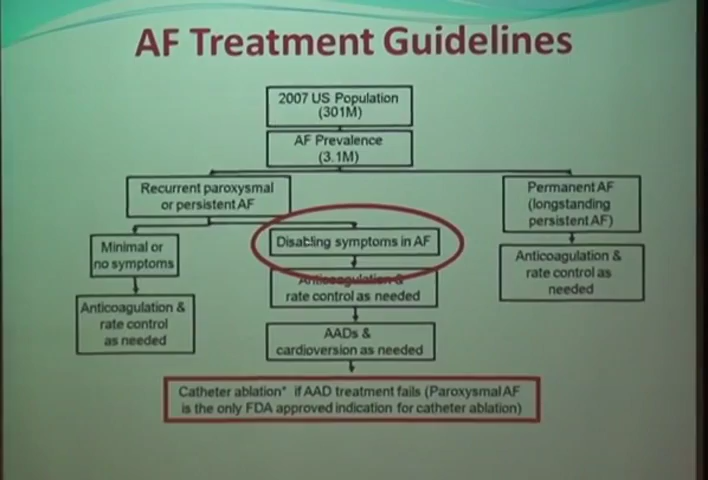 AF Treatment Guidelines
2007 US Population
(301M)
AF Prevalence
(3.1M)
Recurrent paroxysmal
or persistent AF
Permanent AF
(longstanding
persistent AF)
Minimal or
no symptoms
Disabling symptoms in AF
Anticoagulation &
rate control as
needed
Anticoagulation &
rate control as needed
Anticoagulation &
rate control
as needed
AADs &
cardioversion as needed
Catheter ablation* if AAD treatment fails (Paroxysmal AF
is the only FDA approved indication for catheter ablation)